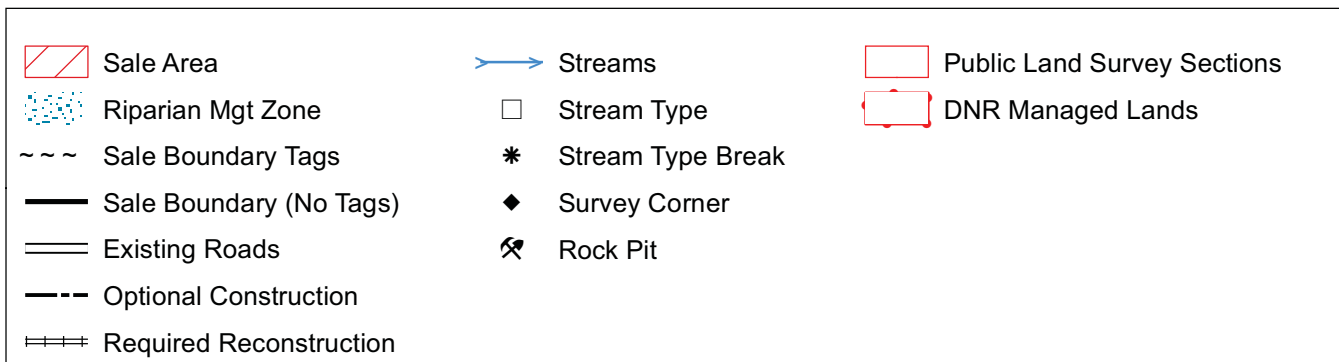 Sale Area
Riparian Mgt Zone
Sale Boundary Tags
Sale Boundary (No Tags)
Existing Roads
Optional Construction
Required Reconstruction
Streams
Stream Type
Stream Type Break
Survey Corner
Rock Pit
Public Land Survey Sections
DNR Managed Lands